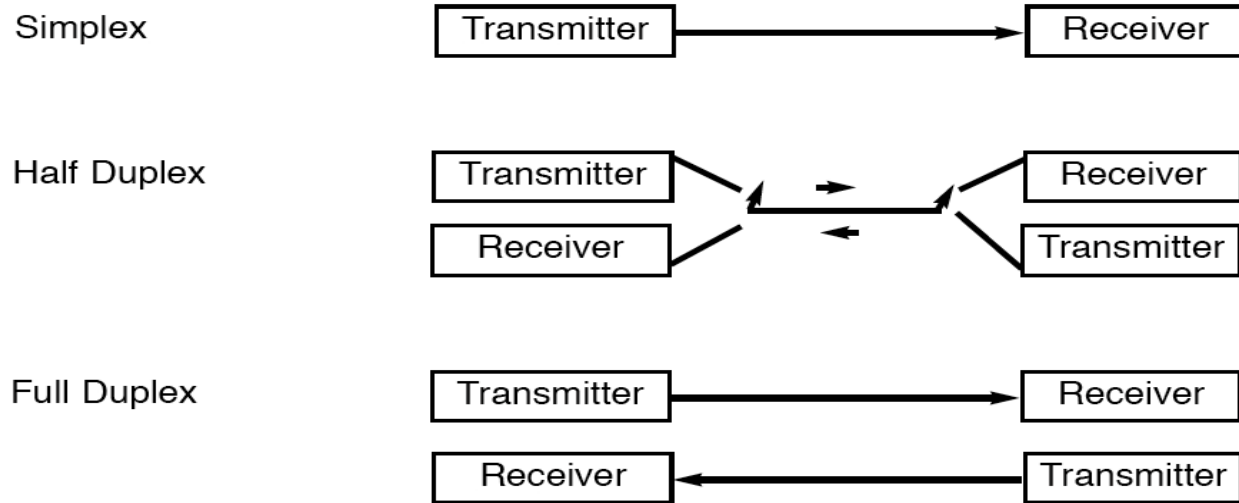 Simplex Transmitter Receiver
Half Duplex Transmitter Receiver
Receiver Transmitter
Full Duplex Transmitter Receiver
Receiver Transmitter